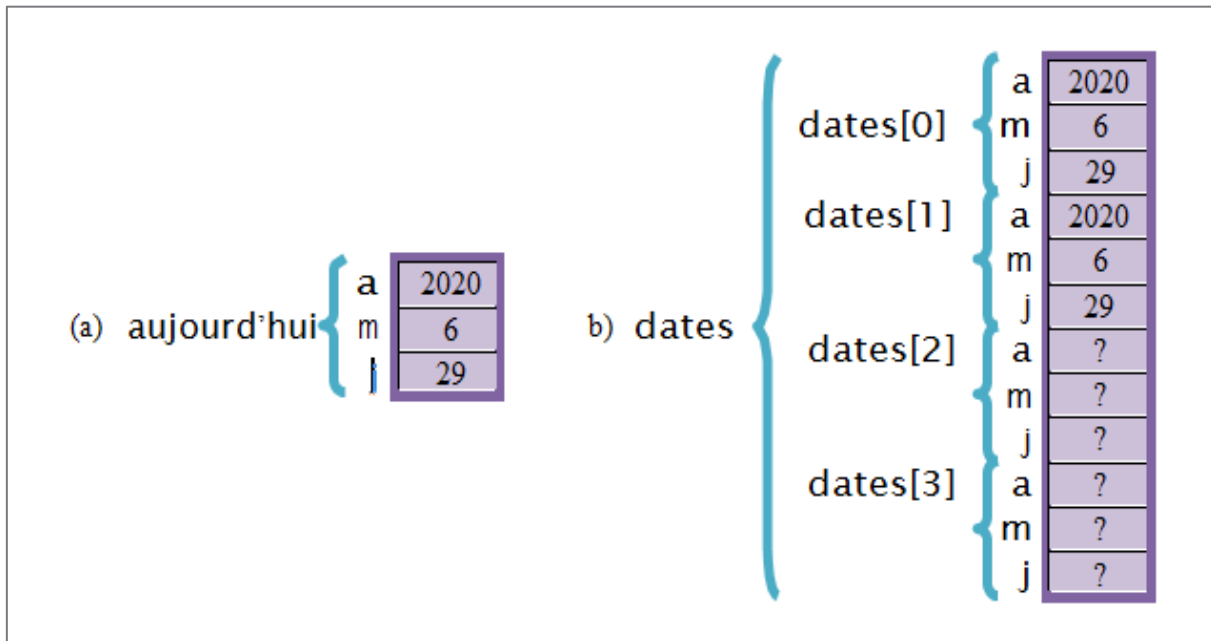 (a) aujourd'hui
a 2020
m 6
j 29
b) dates
dates[0]
a 2020
m 6
j 29
dates[1]
a 2020
m 6
j 29
dates[2]
a ?
m ?
j ?
dates[3]
a ?
m ?
j ?